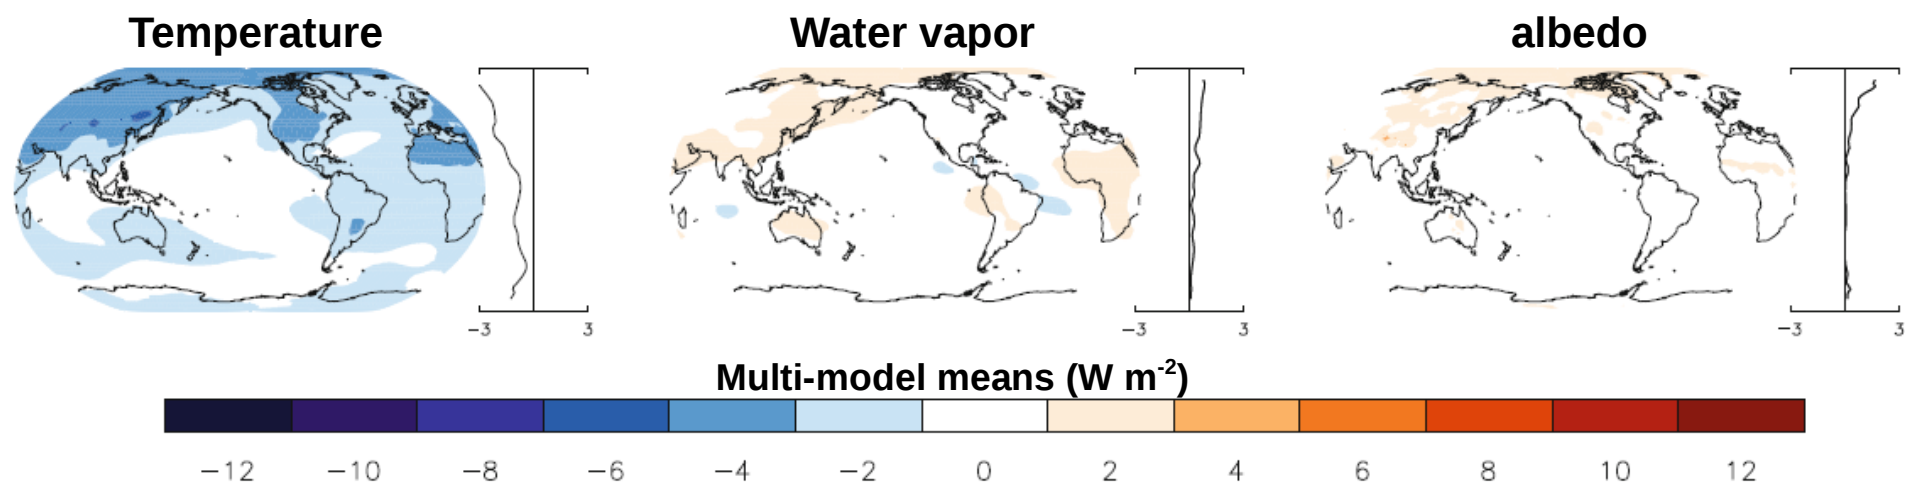 Temperature Water vapor albedo
−3 3 −3 3 −3 3
Multi-model means (W m⁻²)
−12 −10 −8 −6 −4 −2 0 2 4 6 8 10 12